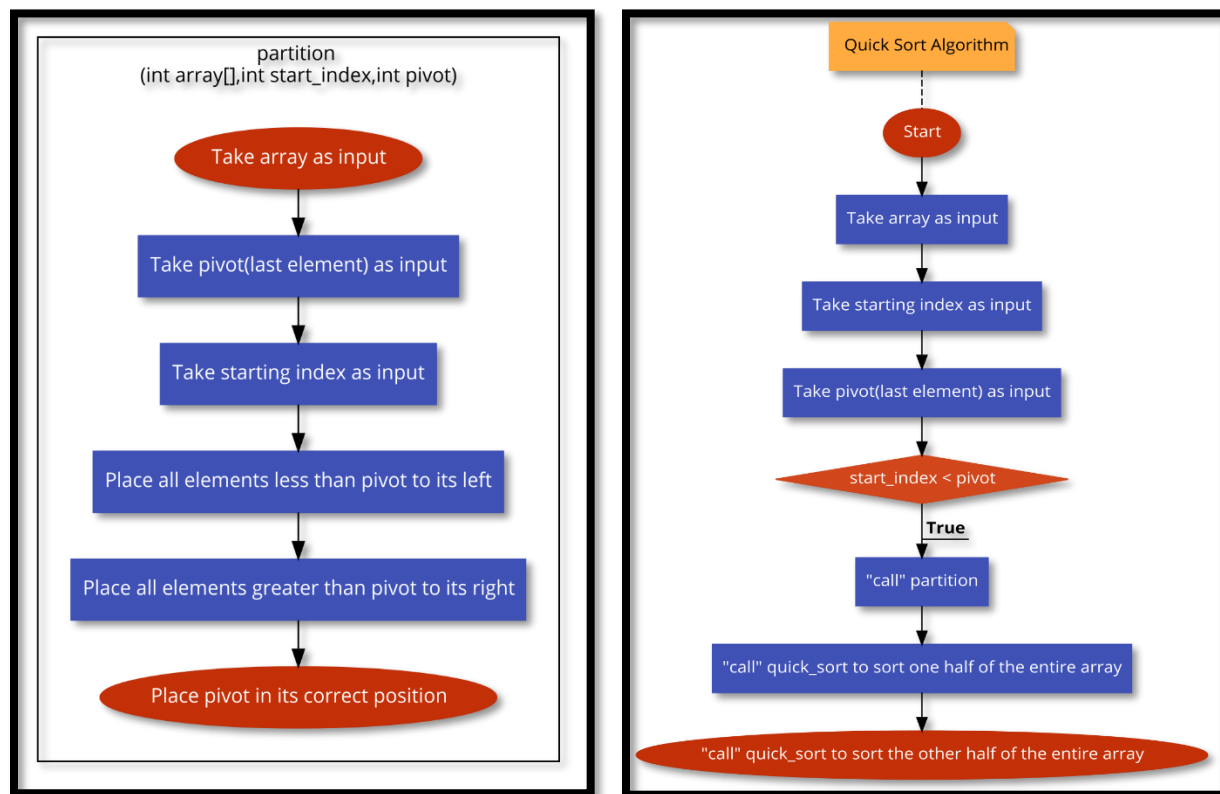 partition
(int array[],int start_index,int pivot)
Take array as input
Take pivot(last element) as input
Take starting index as input
Place all elements less than pivot to its left
Place all elements greater than pivot to its right
Place pivot in its correct position
Quick Sort Algorithm
Start
Take array as input
Take starting index as input
Take pivot(last element) as input
start_index < pivot
True
"call" partition
"call" quick_sort to sort one half of the entire array
"call" quick_sort to sort the other half of the entire array